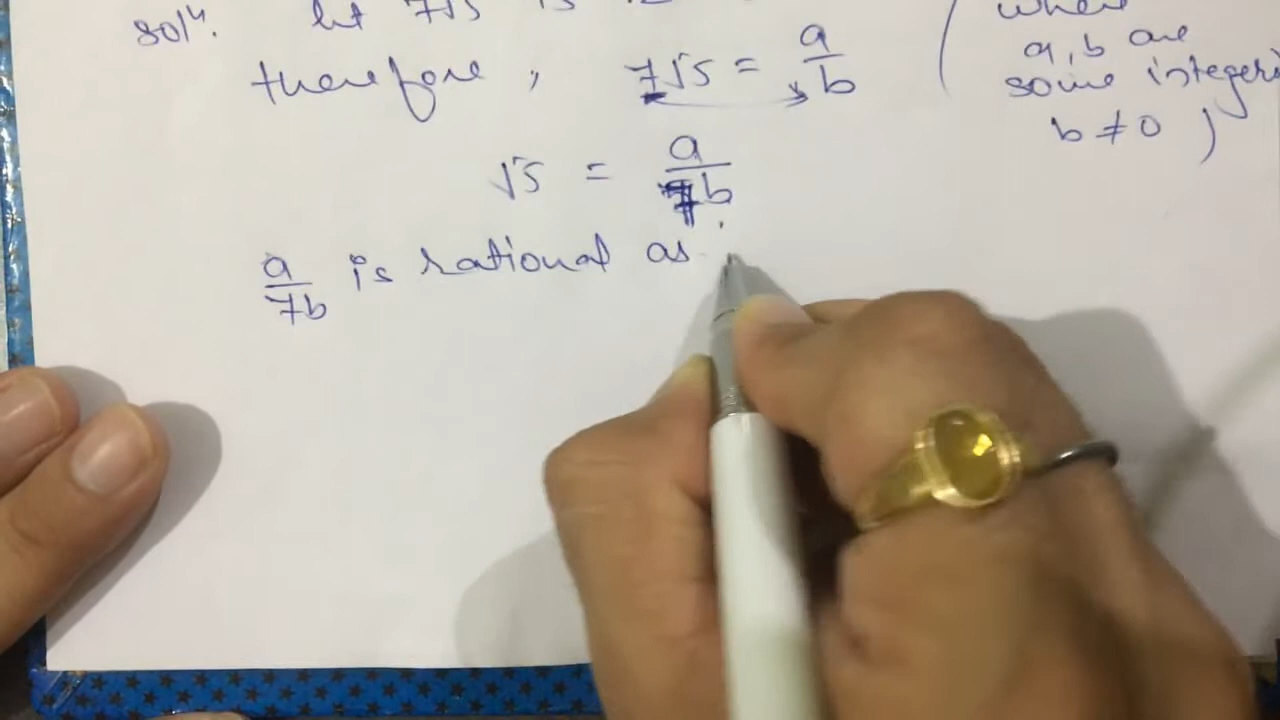 solⁿ. let 7√5 is
where
therefore, 7√5 = a/b
a, b are
some integers
b ≠ 0 )
√5 = a/7b
a/7b is rational as